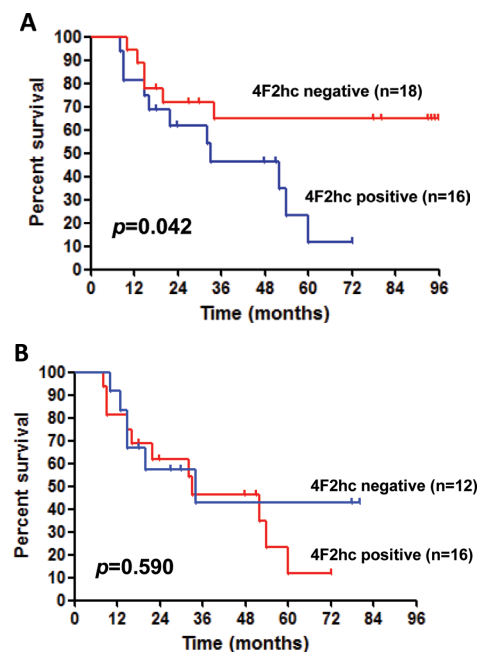 A
Percent survival
100
90
80
70
60
50
40
30
20
10
0
4F2hc negative (n=18)
4F2hc positive (n=16)
p=0.042
0 12 24 36 48 60 72 84 96
Time (months)
B
Percent survival
100
90
80
70
60
50
40
30
20
10
0
4F2hc negative (n=12)
4F2hc positive (n=16)
p=0.590
0 12 24 36 48 60 72 84 96
Time (months)